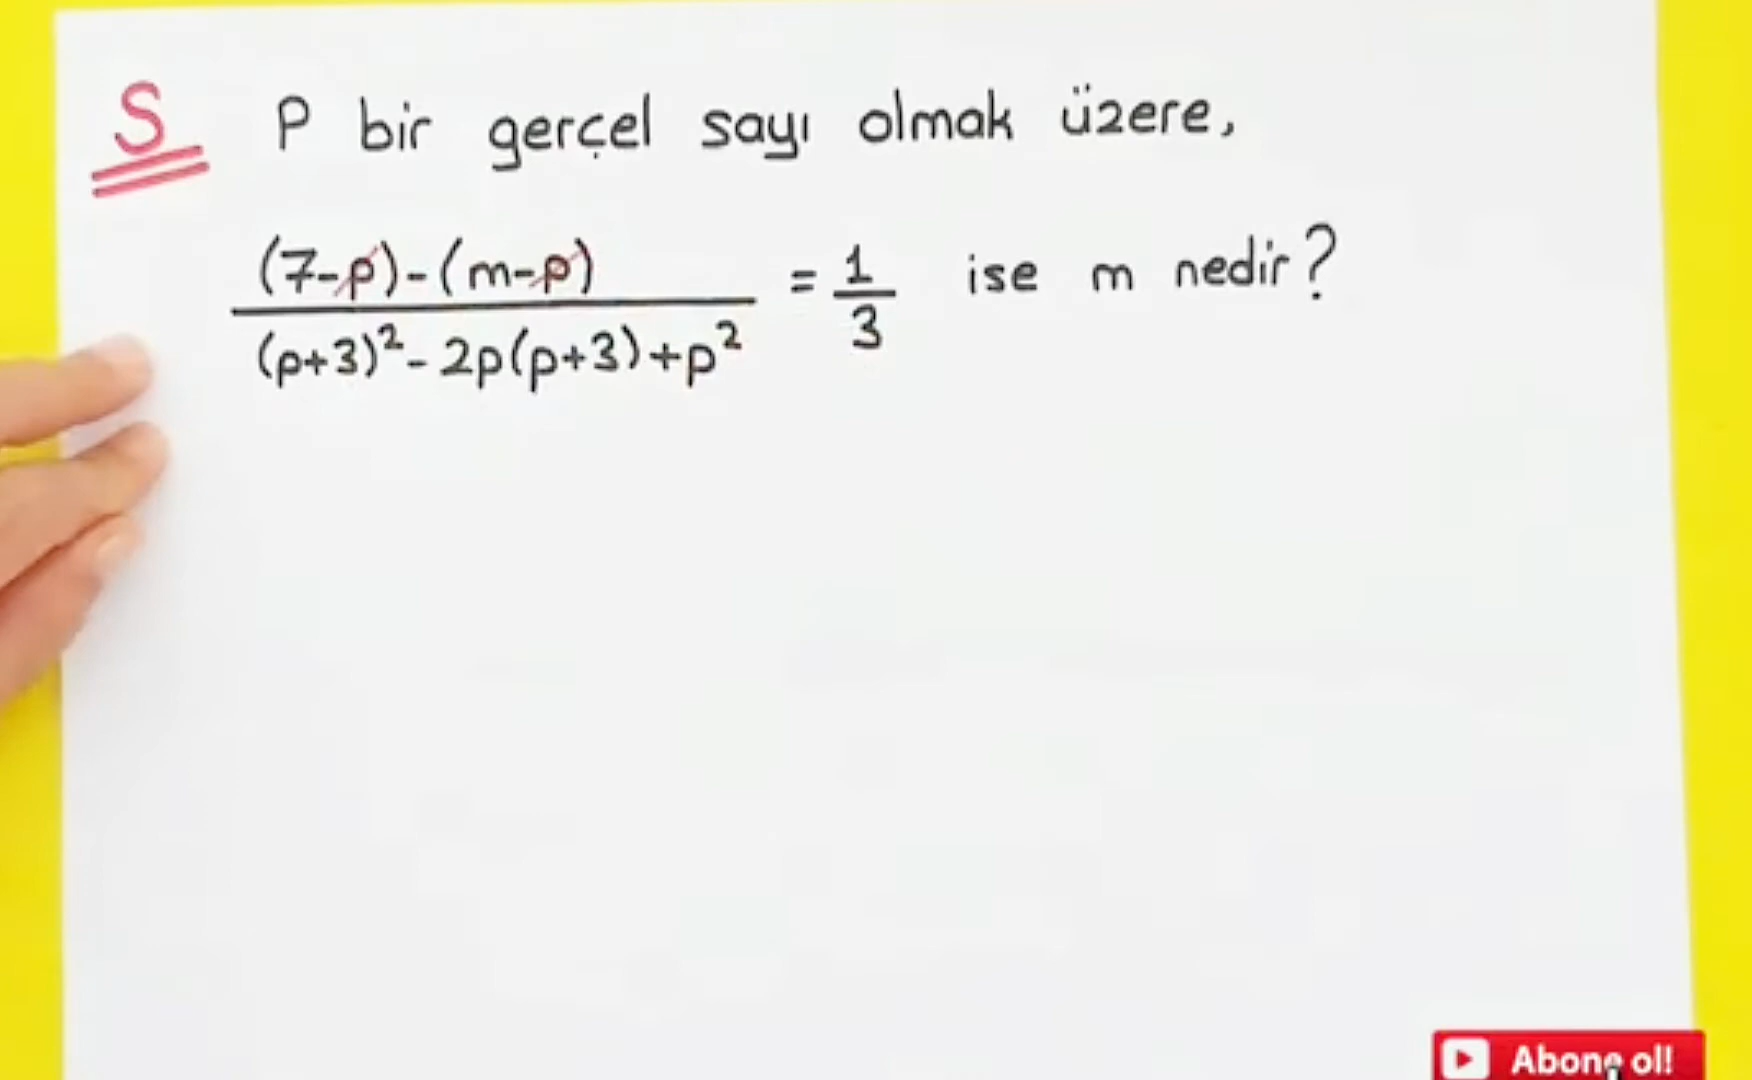 S P bir gerçel sayı olmak üzere,
(7-p)-(m-p) / (p+3)²-2p(p+3)+p² = 1/3 ise m nedir?
Abone ol!